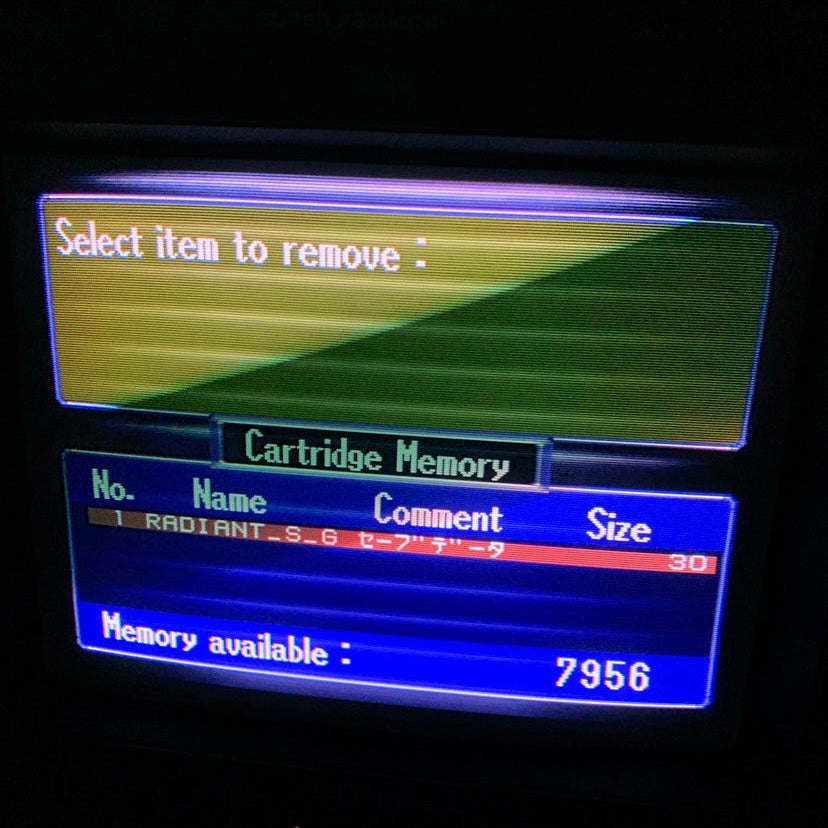 Select item to remove :
Cartridge Memory
No. Name Comment Size
1 RADIANT_S_G セーブデータ 30
Memory available : 7956